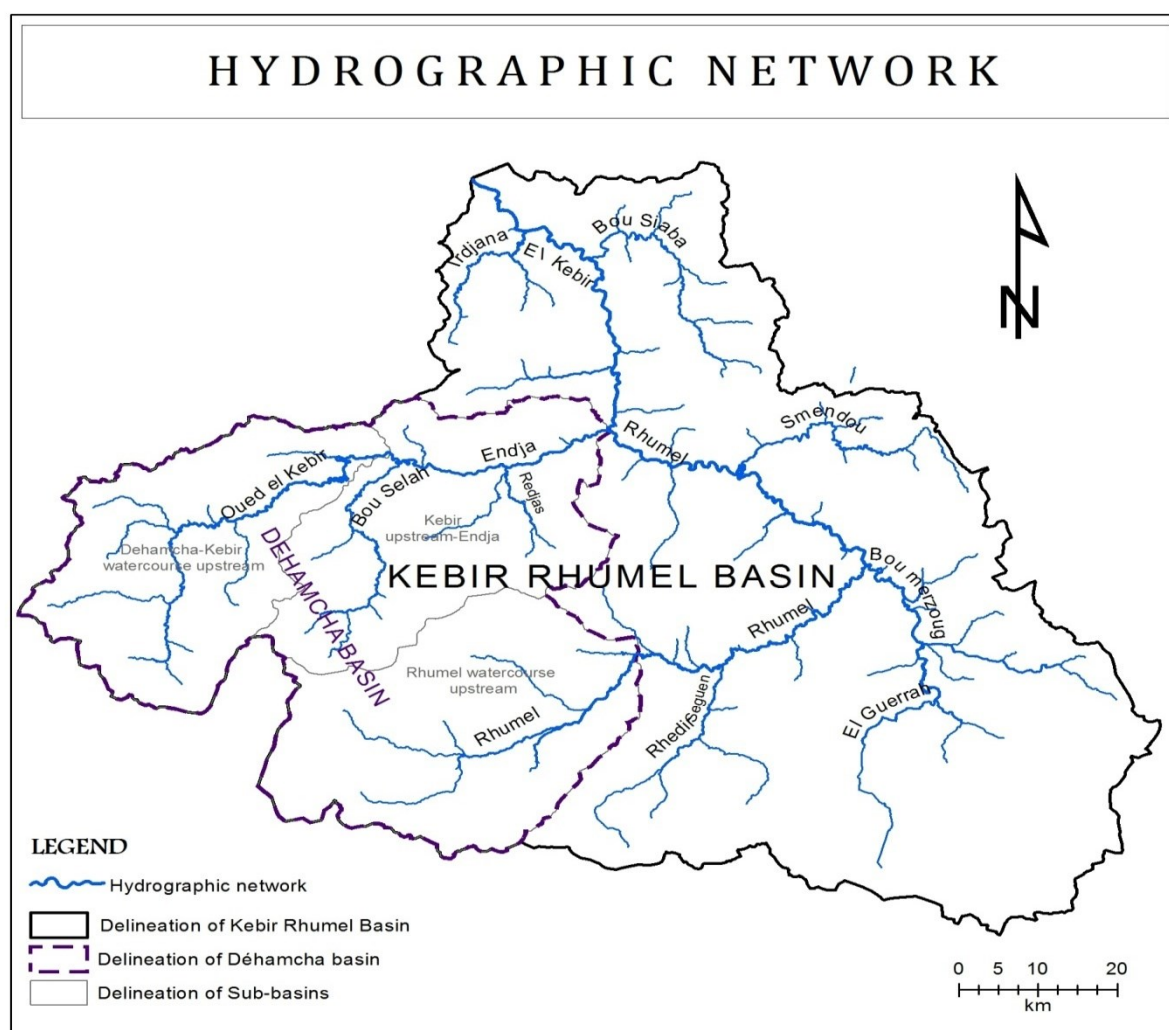 HYDROGRAPHIC NETWORK
Bou Siaba
Irdjana
El Kebir
N
Smendou
Rhumel
Endja
Oued el Kebir
Bou Selah
Redjas
Kebir
upstream-Endja
Dehamcha-Kebir
watercourse upstream
DEHAMCHA BASIN
KEBIR RHUMEL BASIN
Bou merzoug
Rhumel
Rhumel watercourse
upstream
Rhumel
Rhedir
Seguen
El Guerrah
LEGEND
Hydrographic network
Delineation of Kebir Rhumel Basin
Delineation of Déhamcha basin
Delineation of Sub-basins
0 5 10 20
km